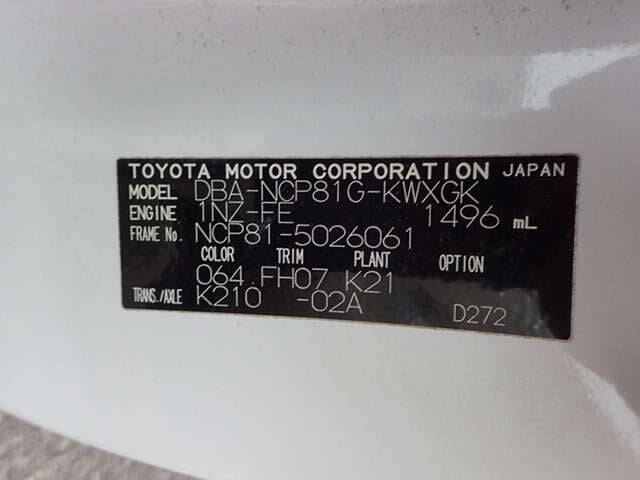 TOYOTA MOTOR CORPORATION JAPAN
MODEL DBA-NCP81G-KWXGK
ENGINE 1NZ-FE 1496 mL
FRAME No. NCP81-5026061
COLOR TRIM PLANT OPTION
064 FH07 K21
TRANS./AXLE K210 -02A
D272